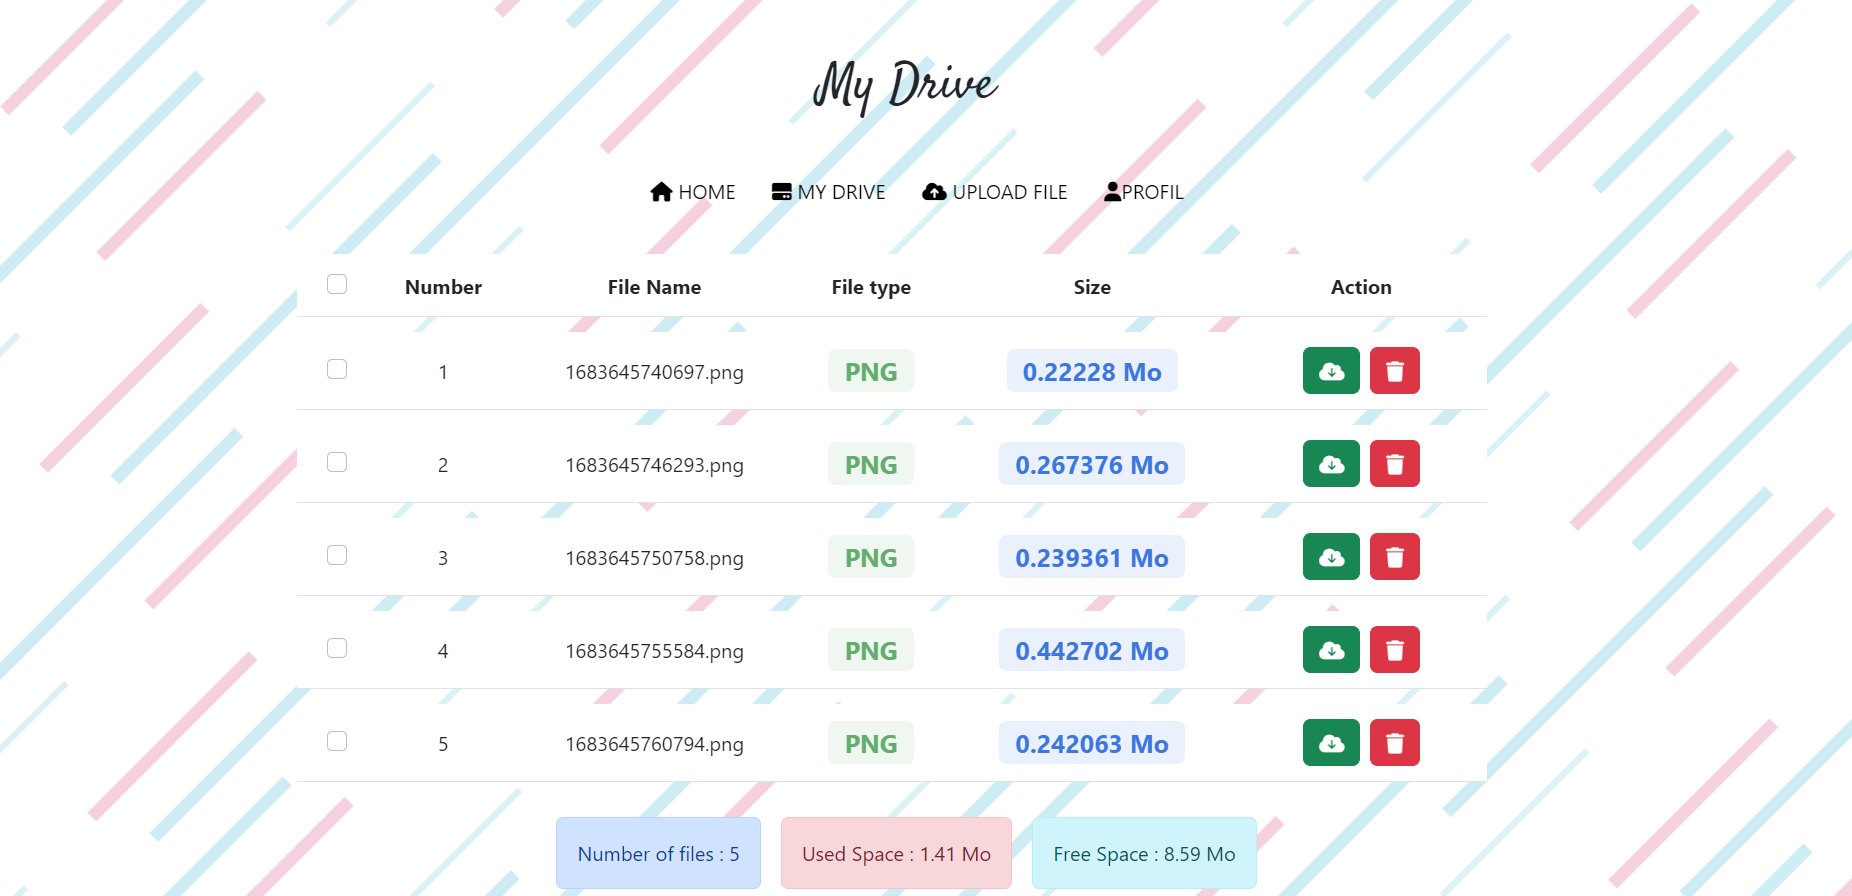 My Drive
HOME MY DRIVE UPLOAD FILE PROFIL
Number File Name File type Size Action
1 1683645740697.png PNG 0.22228 Mo
2 1683645746293.png PNG 0.267376 Mo
3 1683645750758.png PNG 0.239361 Mo
4 1683645755584.png PNG 0.442702 Mo
5 1683645760794.png PNG 0.242063 Mo
Number of files : 5 Used Space : 1.41 Mo Free Space : 8.59 Mo